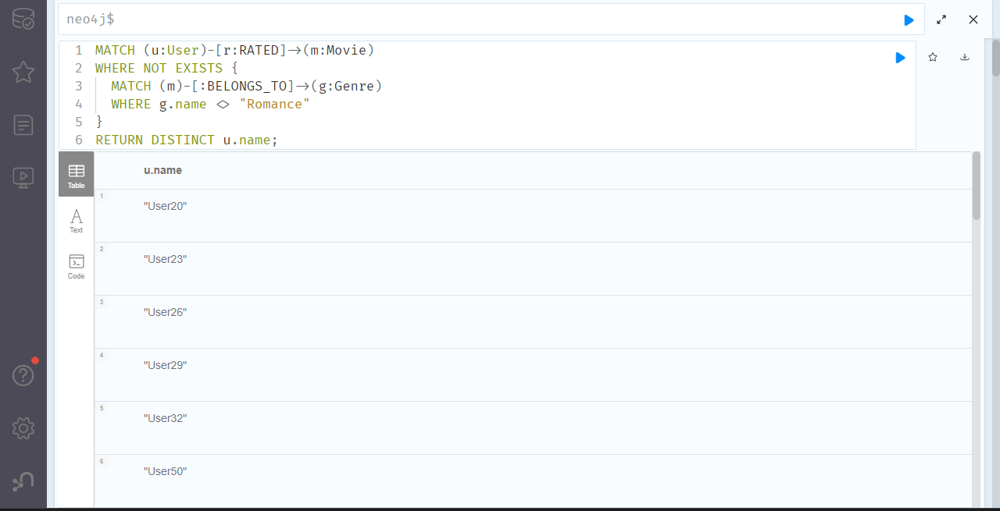 neo4j$
1 MATCH (u:User)-[r:RATED]->(m:Movie)
2 WHERE NOT EXISTS {
3 MATCH (m)-[:BELONGS_TO]->(g:Genre)
4 WHERE g.name <> "Romance"
5 }
6 RETURN DISTINCT u.name;
Table
Text
Code
u.name
1
"User20"
2
"User23"
3
"User26"
4
"User29"
5
"User32"
6
"User50"